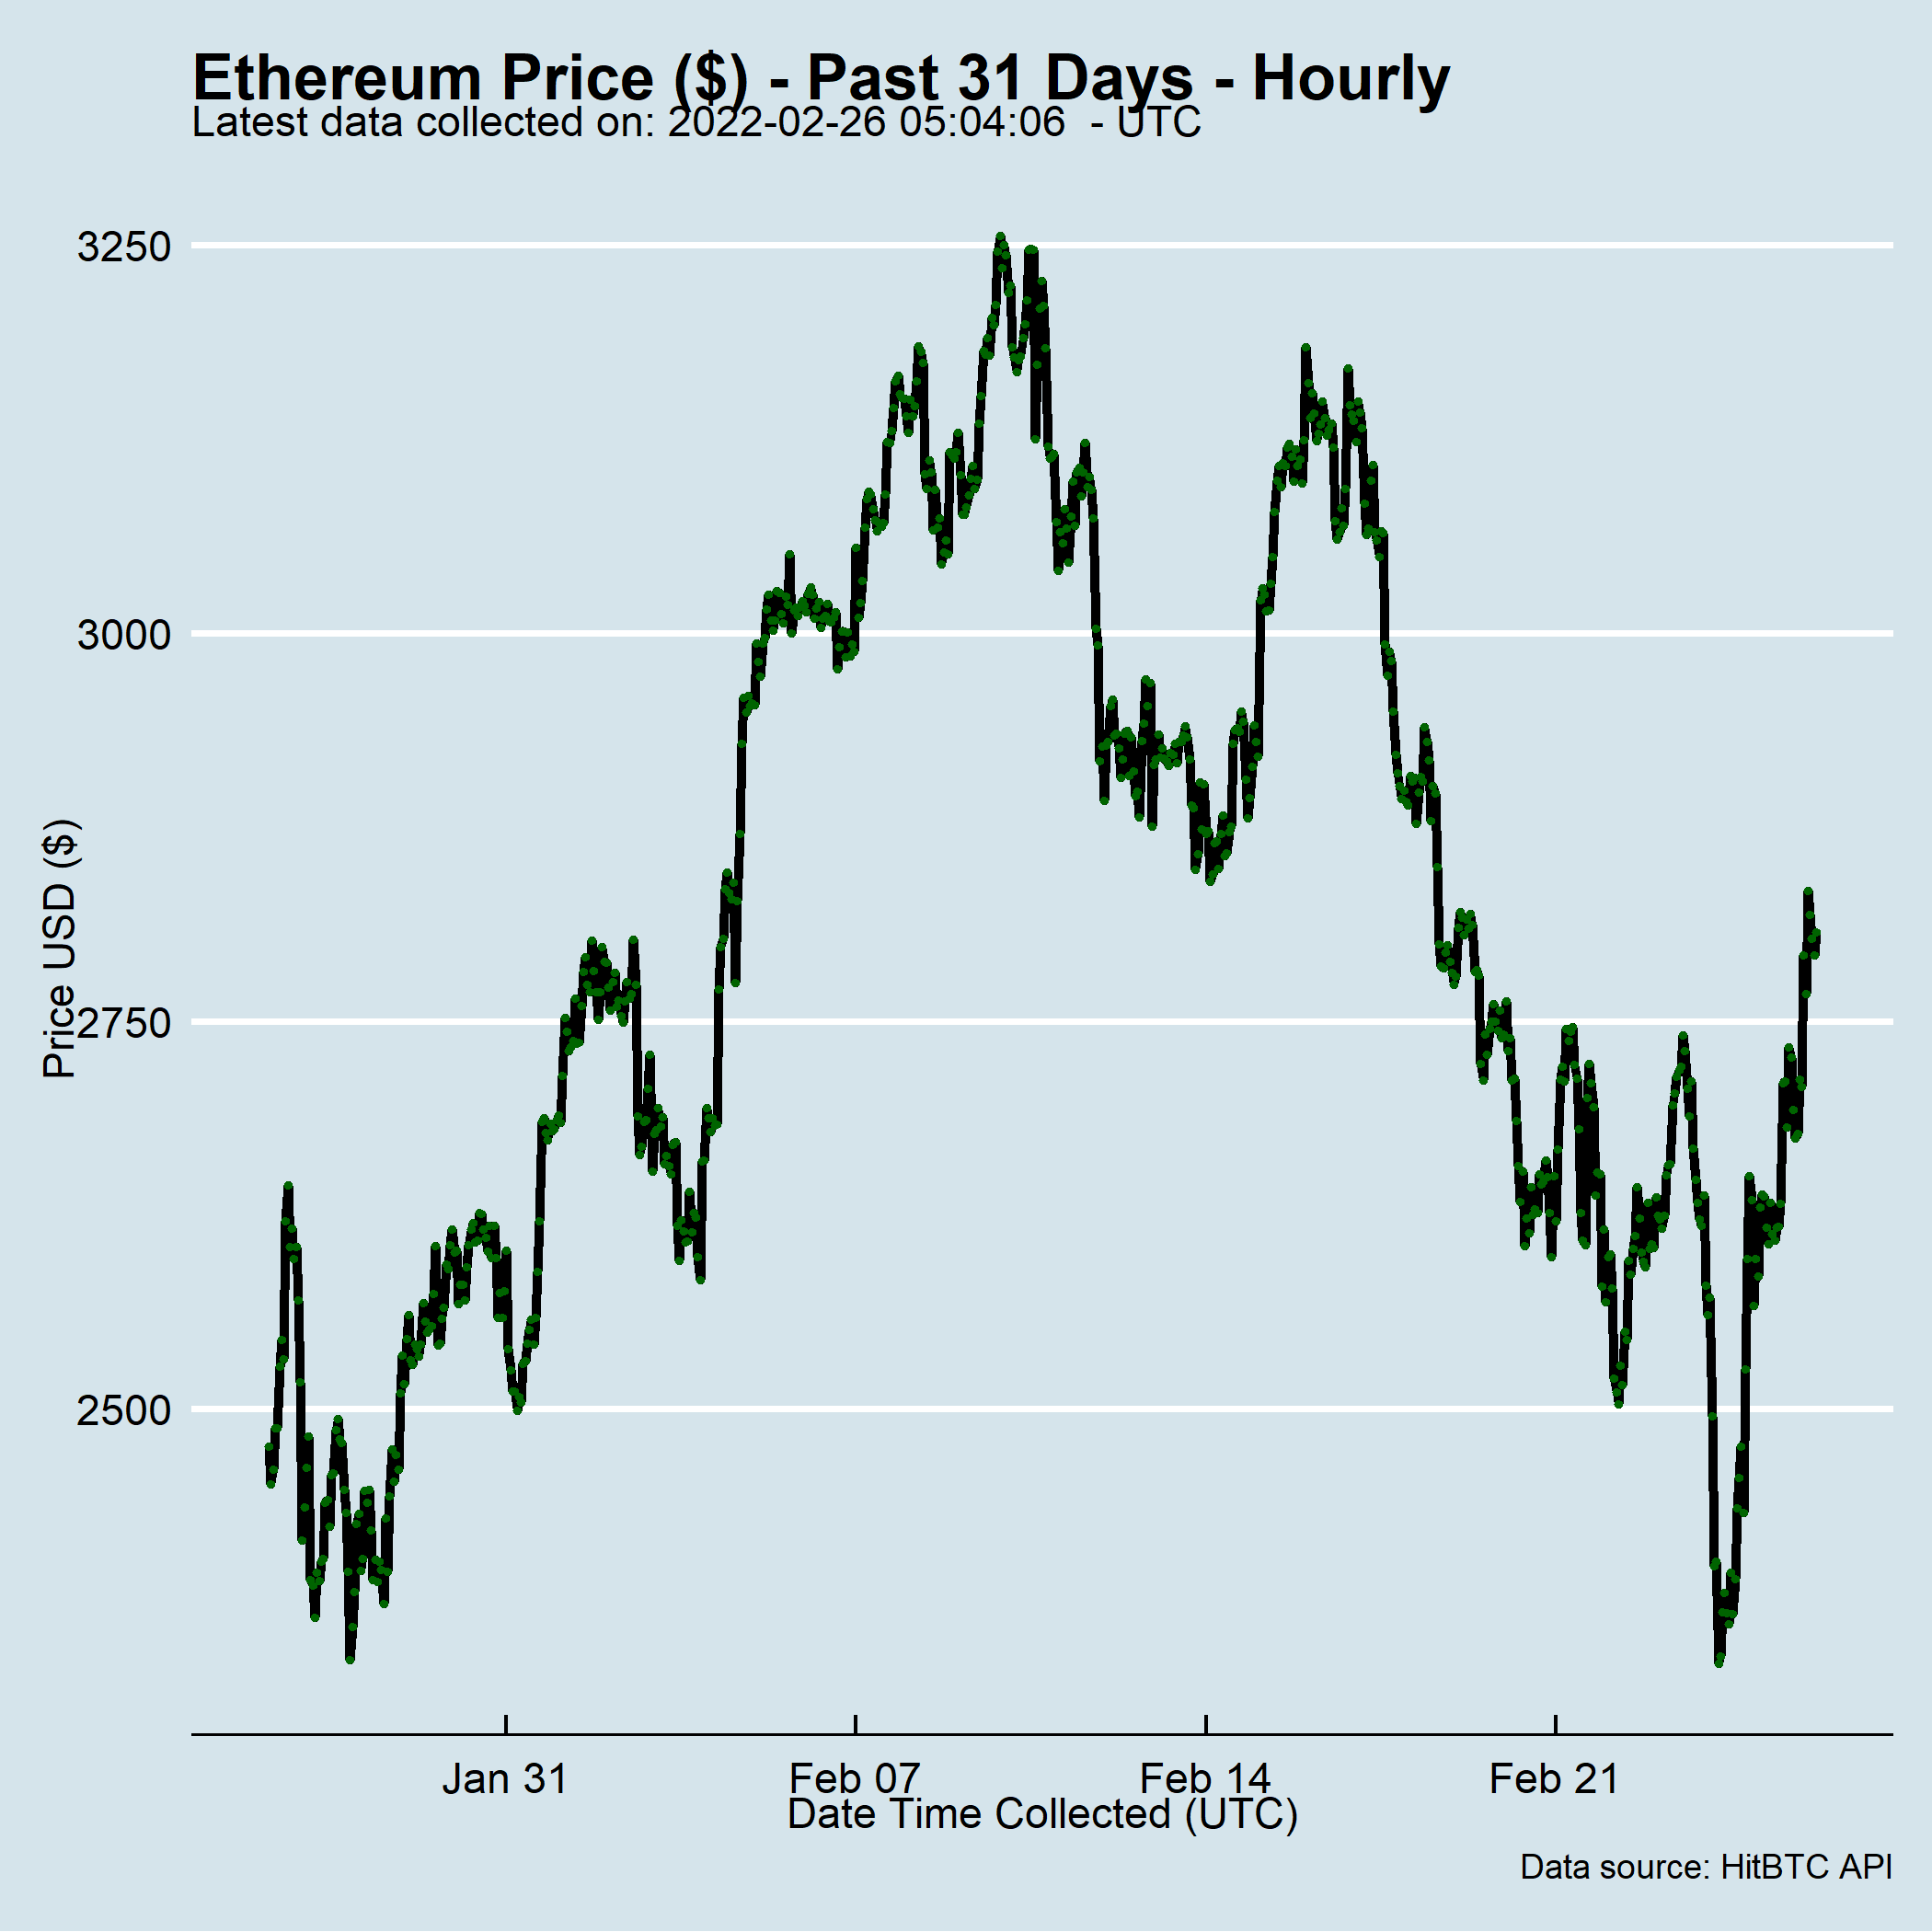 Ethereum Price ($) - Past 31 Days - Hourly
Latest data collected on: 2022-02-26 05:04:06  - UTC
Price USD ($)
3250
3000
2750
2500
Jan 31
Feb 07
Feb 14
Feb 21
Date Time Collected (UTC)
Data source: HitBTC API